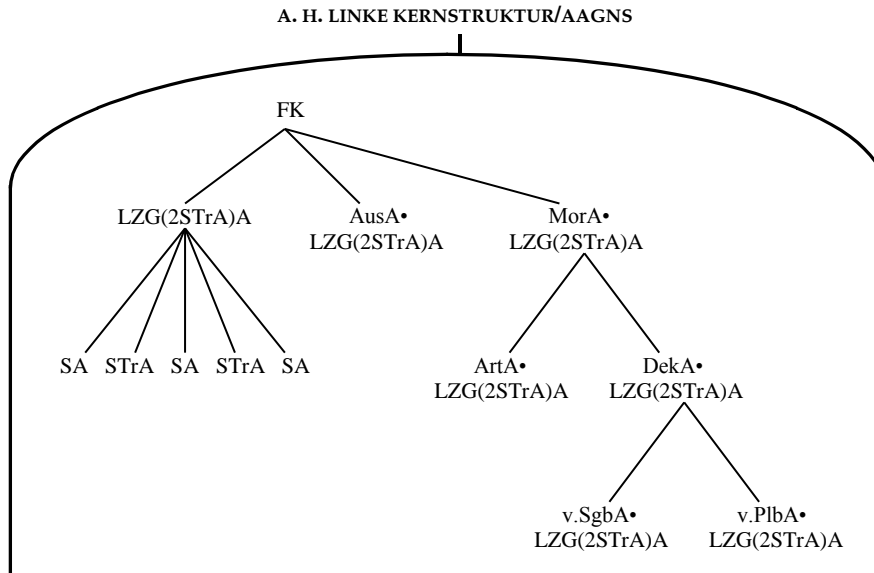 A. H. LINKE KERNSTRUKTUR/AAGNS
FK
LZG(2STrA)A
AusA•
LZG(2STrA)A
MorA•
LZG(2STrA)A
SA STrA SA STrA SA
ArtA•
LZG(2STrA)A
DekA•
LZG(2STrA)A
v.SgbA•
LZG(2STrA)A
v.PlbA•
LZG(2STrA)A